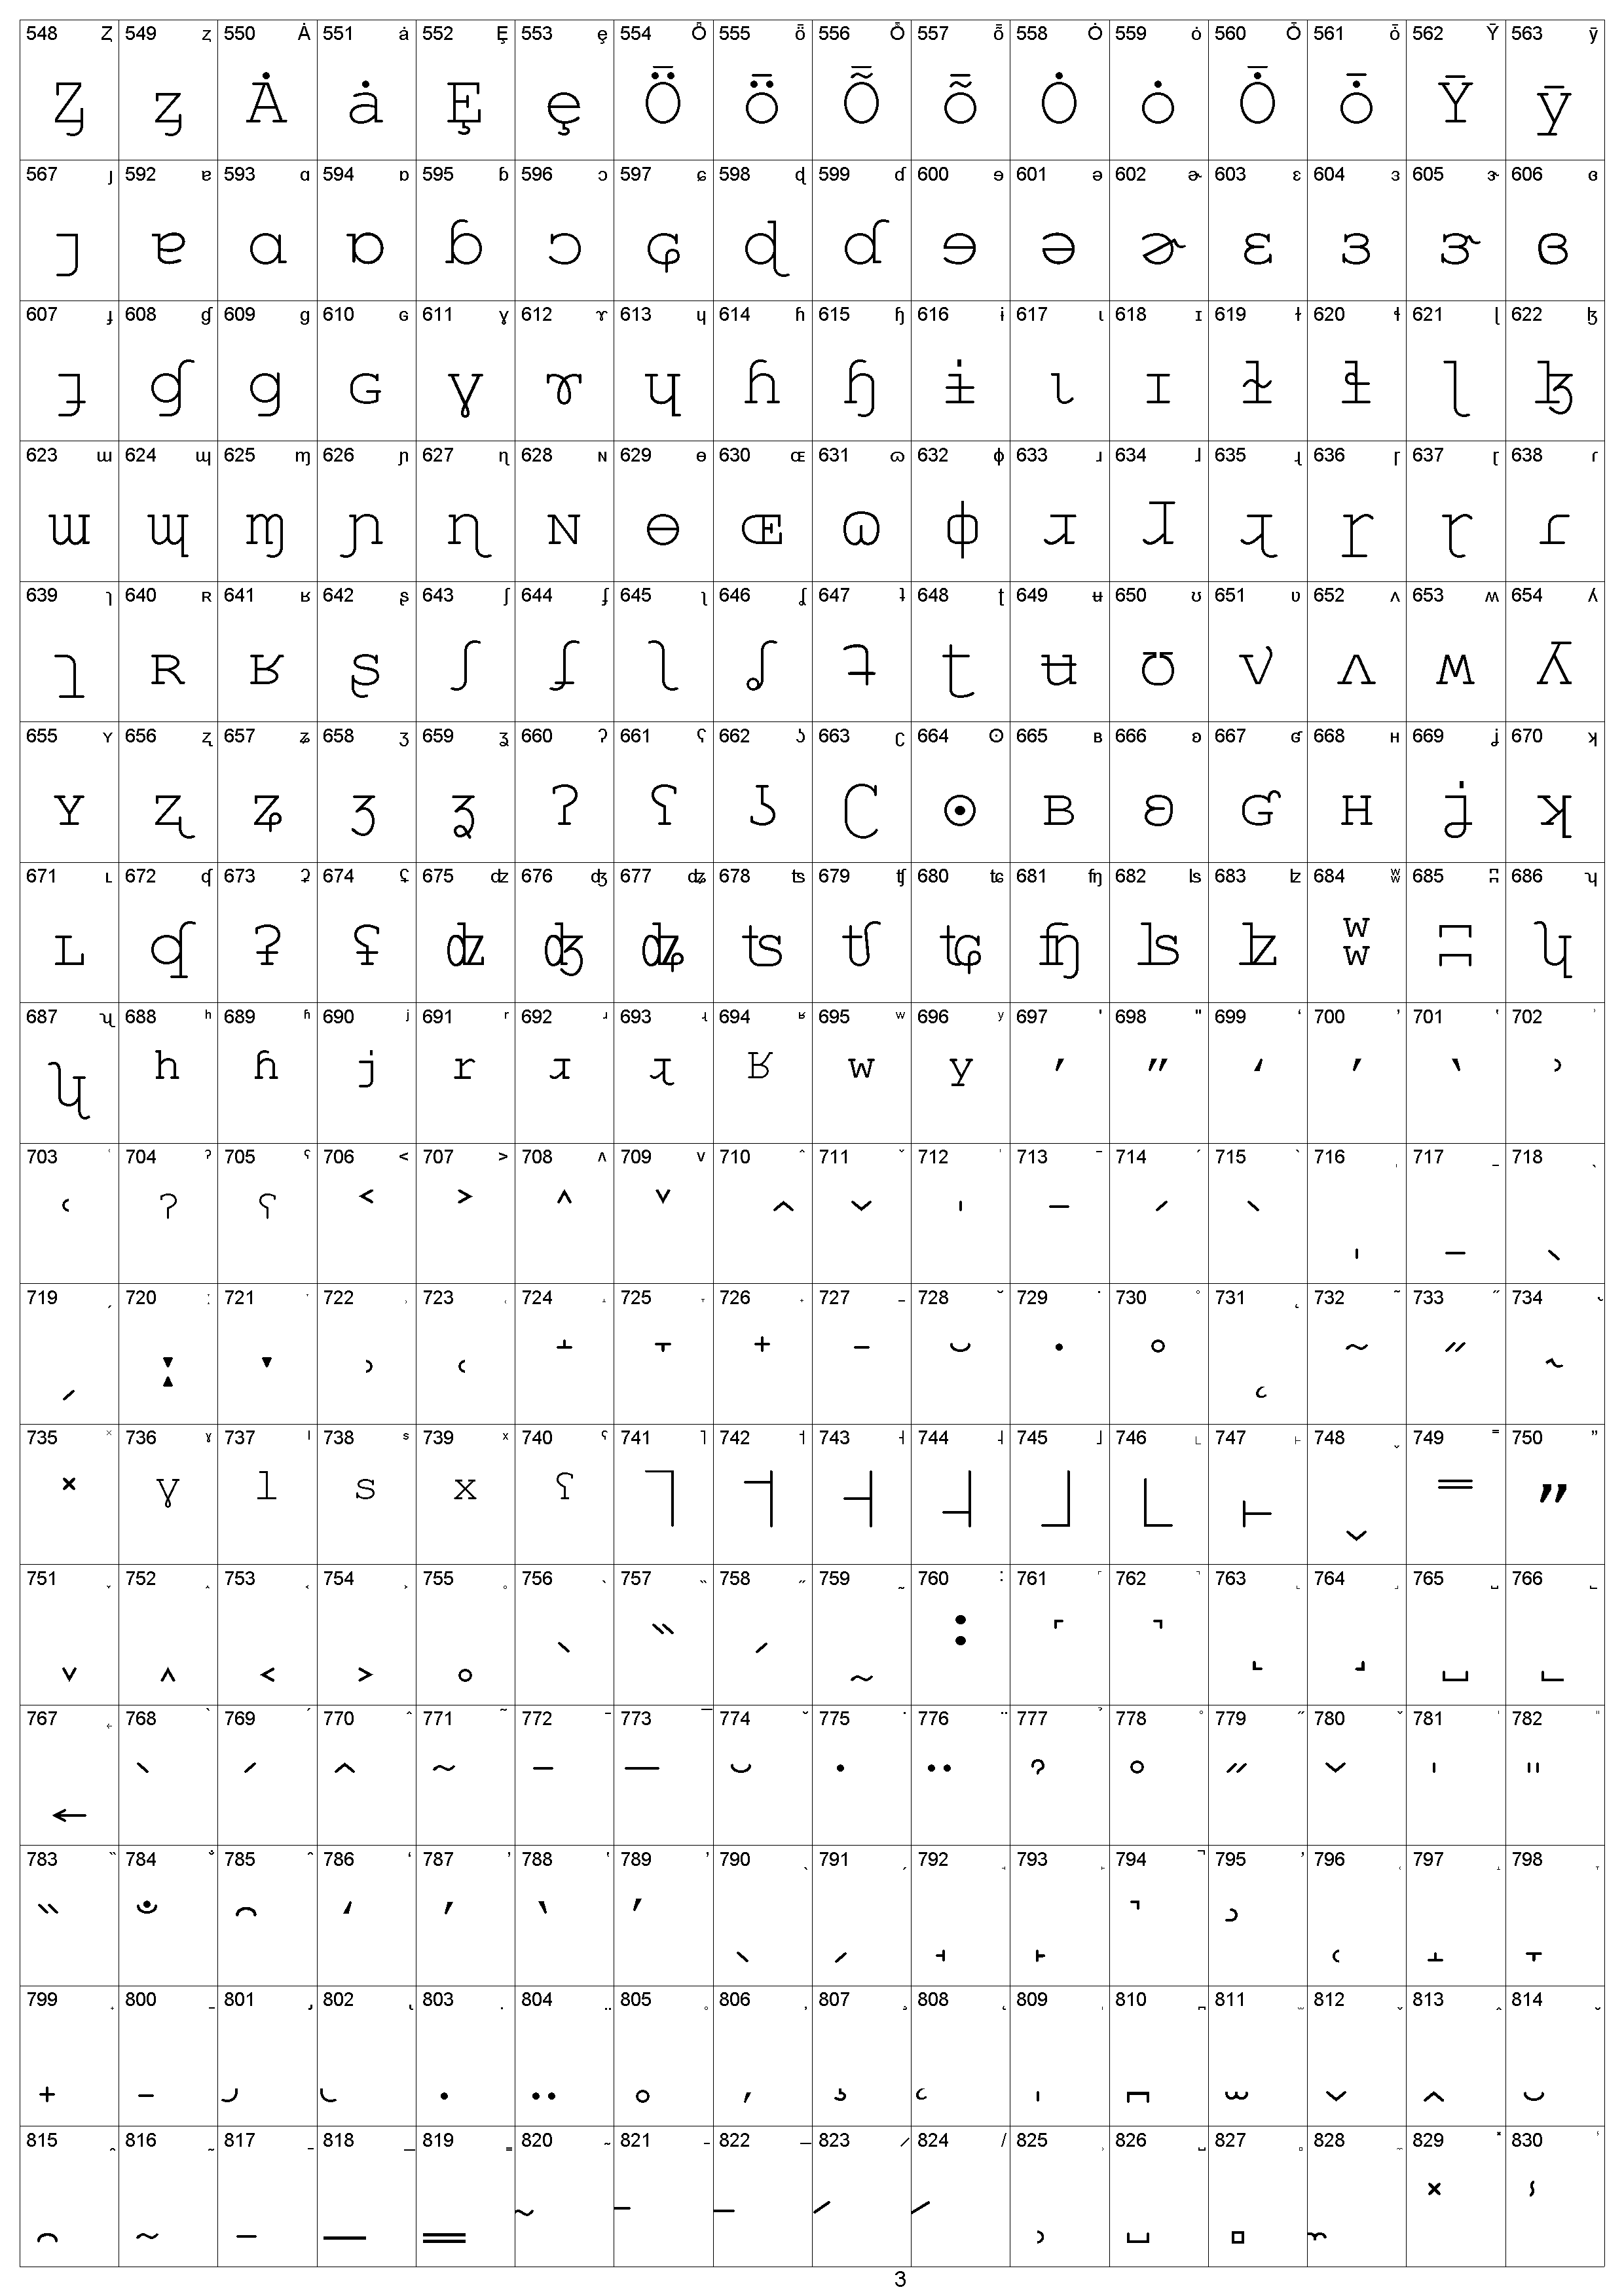 548 Ȥ 549 ȥ 550 Ȧ 551 ȧ 552 Ȩ 553 ȩ 554 Ȫ 555 ȫ 556 Ȭ 557 ȭ 558 Ȯ 559 ȯ 560 Ȱ 561 ȱ 562 Ȳ 563 ȳ
Ȥ ȥ Ȧ ȧ Ȩ ȩ Ȫ ȫ Ȭ ȭ Ȯ ȯ Ȱ ȱ Ȳ ȳ
567 ȷ 592 ɐ 593 ɑ 594 ɒ 595 ɓ 596 ɔ 597 ɕ 598 ɖ 599 ɗ 600 ɘ 601 ə 602 ɚ 603 ɛ 604 ɜ 605 ɝ 606 ɞ
ȷ ɐ ɑ ɒ ɓ ɔ ɕ ɖ ɗ ɘ ə ɚ ɛ ɜ ɝ ɞ
607 ɟ 608 ɠ 609 ɡ 610 ɢ 611 ɣ 612 ɤ 613 ɥ 614 ɦ 615 ɧ 616 ɨ 617 ɩ 618 ɪ 619 ɫ 620 ɬ 621 ɭ 622 ɮ
ɟ ɠ ɡ ɢ ɣ ɤ ɥ ɦ ɧ ɨ ɩ ɪ ɫ ɬ ɭ ɮ
623 ɯ 624 ɰ 625 ɱ 626 ɲ 627 ɳ 628 ɴ 629 ɵ 630 ɶ 631 ɷ 632 ɸ 633 ɹ 634 ɺ 635 ɻ 636 ɼ 637 ɽ 638 ɾ
ɯ ɰ ɱ ɲ ɳ ɴ ɵ ɶ ɷ ɸ ɹ ɺ ɻ ɼ ɽ ɾ
639 ɿ 640 ʀ 641 ʁ 642 ʂ 643 ʃ 644 ʄ 645 ʅ 646 ʆ 647 ʇ 648 ʈ 649 ʉ 650 ʊ 651 ʋ 652 ʌ 653 ʍ 654 ʎ
ɿ ʀ ʁ ʂ ʃ ʄ ʅ ʆ ʇ ʈ ʉ ʊ ʋ ʌ ʍ ʎ
655 ʏ 656 ʐ 657 ʑ 658 ʒ 659 ʓ 660 ʔ 661 ʕ 662 ʖ 663 ʗ 664 ʘ 665 ʙ 666 ʚ 667 ʛ 668 ʜ 669 ʝ 670 ʞ
ʏ ʐ ʑ ʒ ʓ ʔ ʕ ʖ ʗ ʘ ʙ ʚ ʛ ʜ ʝ ʞ
671 ʟ 672 ʠ 673 ʡ 674 ʢ 675 ʣ 676 ʤ 677 ʥ 678 ʦ 679 ʧ 680 ʨ 681 ʩ 682 ʪ 683 ʫ 684 ʬ 685 ʭ 686 ʮ
ʟ ʠ ʡ ʢ ʣ ʤ ʥ ʦ ʧ ʨ ʩ ʪ ʫ ʬ ʭ ʮ
687 ʯ 688 ʰ 689 ʱ 690 ʲ 691 ʳ 692 ʴ 693 ʵ 694 ʶ 695 ʷ 696 ʸ 697 ʹ 698 ʺ 699 ʻ 700 ʼ 701 ʽ 702 ʾ
ʯ ʰ ʱ ʲ ʳ ʴ ʵ ʶ ʷ ʸ ʹ ʺ ʻ ʼ ʽ ʾ
703 ʿ 704 ˀ 705 ˁ 706 ˂ 707 ˃ 708 ˄ 709 ˅ 710 ˆ 711 ˇ 712 ˈ 713 ˉ 714 ˊ 715 ˋ 716 ˌ 717 ˍ 718 ˎ
ʿ ˀ ˁ ˂ ˃ ˄ ˅ ˆ ˇ ˈ ˉ ˊ ˋ ˌ ˍ ˎ
719 ˏ 720 ː 721 ˑ 722 ˒ 723 ˓ 724 ˔ 725 ˕ 726 ˖ 727 ˗ 728 ˘ 729 ˙ 730 ˚ 731 ˛ 732 ˜ 733 ˝ 734 ˞
ˏ ː ˑ ˒ ˓ ˔ ˕ ˖ ˗ ˘ ˙ ˚ ˛ ˜ ˝ ˞
735 ˟ 736 ˠ 737 ˡ 738 ˢ 739 ˣ 740 ˤ 741 ˥ 742 ˦ 743 ˧ 744 ˨ 745 ˩ 746 ˪ 747 ˫ 748 ˬ 749 ˭ 750 ˮ
˟ ˠ ˡ ˢ ˣ ˤ ˥ ˦ ˧ ˨ ˩ ˪ ˫ ˬ ˭ ˮ
751 ˯ 752 ˰ 753 ˱ 754 ˲ 755 ˳ 756 ˴ 757 ˵ 758 ˶ 759 ˷ 760 ˸ 761 ˹ 762 ˺ 763 ˻ 764 ˼ 765 ˽ 766 ˾
˯ ˰ ˱ ˲ ˳ ˴ ˵ ˶ ˷ ˸ ˹ ˺ ˻ ˼ ˽ ˾
767 ˿ 768 ̀ 769 ́ 770 ̂ 771 ̃ 772 ̄ 773 ̅ 774 ̆ 775 ̇ 776 ̈ 777 ̉ 778 ̊ 779 ̋ 780 ̌ 781 ̍ 782 ̎
˿ ̀ ́ ̂ ̃ ̄ ̅ ̆ ̇ ̈ ̉ ̊ ̋ ̌ ̍ ̎
783 ̏ 784 ̐ 785 ̑ 786 ̒ 787 ̓ 788 ̔ 789 ̕ 790 ̖ 791 ̗ 792 ̘ 793 ̙ 794 ̚ 795 ̛ 796 ̜ 797 ̝ 798 ̞
̏ ̐ ̑ ̒ ̓ ̔ ̕ ̖ ̗ ̘ ̙ ̚ ̛ ̜ ̝ ̞
799 ̟ 800 ̠ 801 ̡ 802 ̢ 803 ̣ 804 ̤ 805 ̥ 806 ̦ 807 ̧ 808 ̨ 809 ̩ 810 ̪ 811 ̫ 812 ̬ 813 ̭ 814 ̮
̟ ̠ ̡ ̢ ̣ ̤ ̥ ̦ ̧ ̨ ̩ ̪ ̫ ̬ ̭ ̮
815 ̯ 816 ̰ 817 ̱ 818 ̲ 819 ̳ 820 ̴ 821 ̵ 822 ̶ 823 ̷ 824 ̸ 825 ̹ 826 ̺ 827 ̻ 828 ̼ 829 ̽ 830 ̾
̯ ̰ ̱ ̲ ̳ ̴ ̵ ̶ ̷ ̸ ̹ ̺ ̻ ̼ ̽ ̾
3